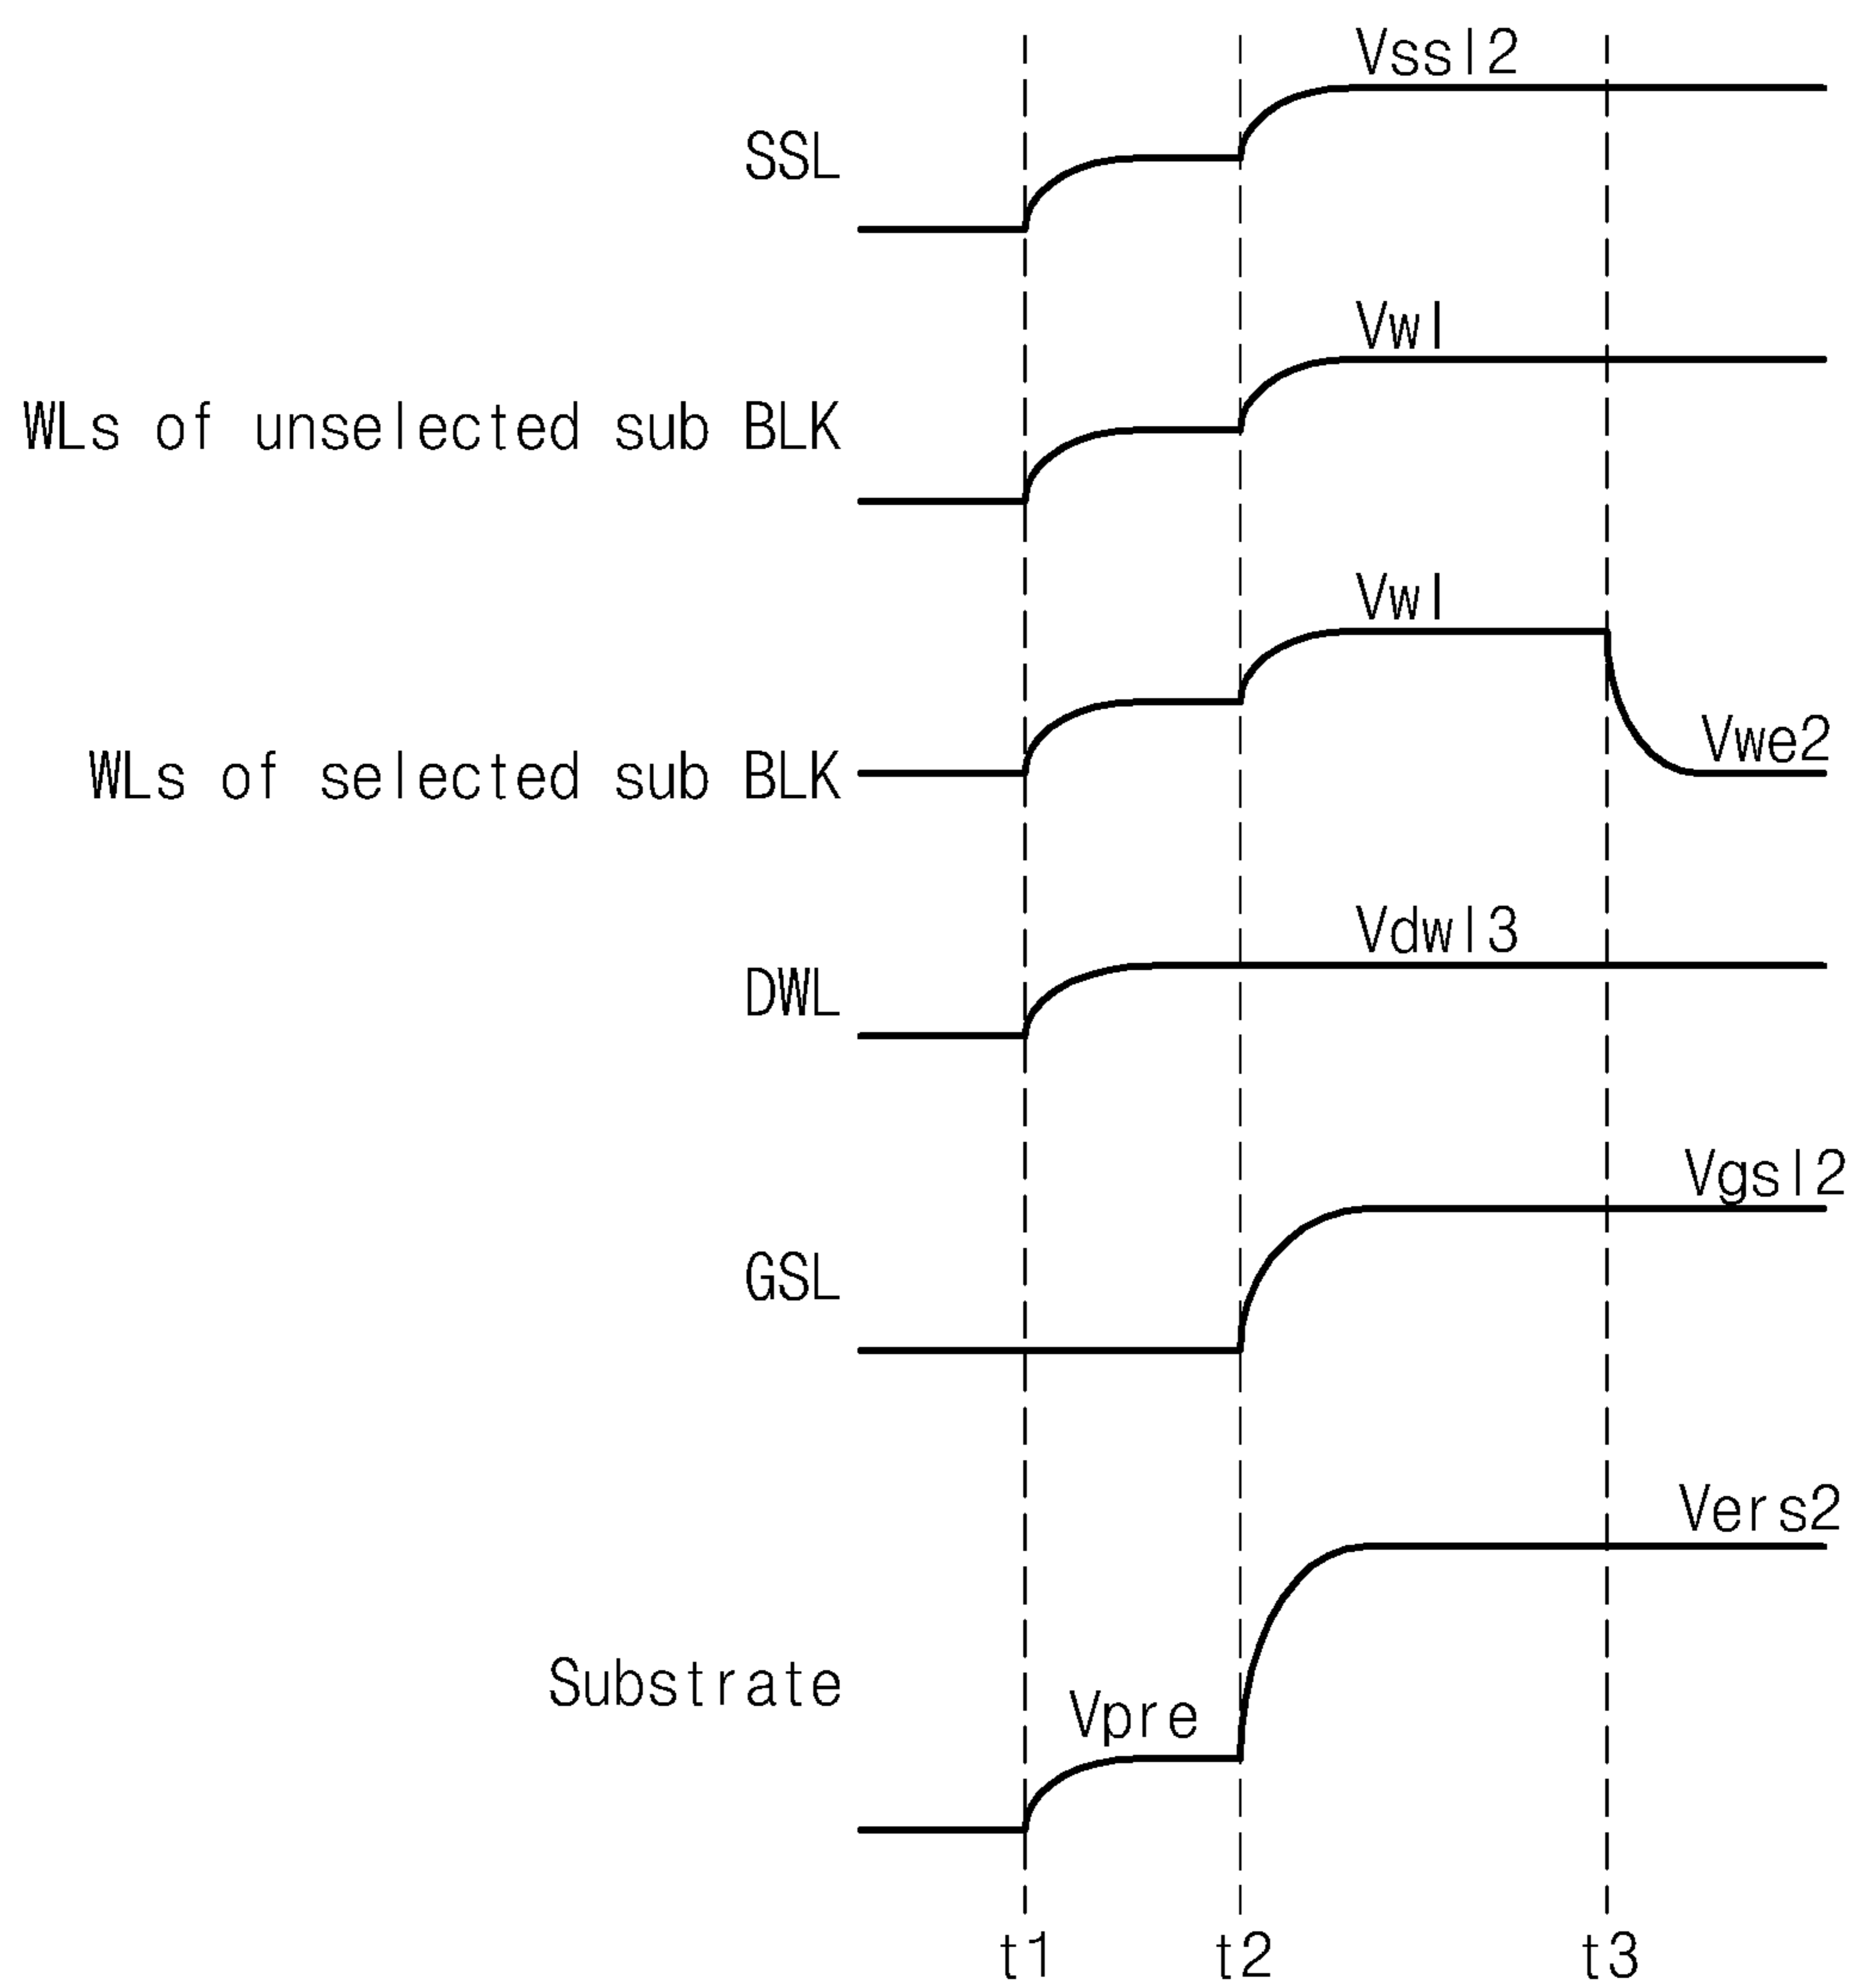 Vssl2
SSL
Vwl
WLs of unselected sub BLK
Vwl
Vwe2
WLs of selected sub BLK
Vdwl3
DWL
Vgsl2
GSL
Vers2
Substrate
Vpre
t1 t2 t3